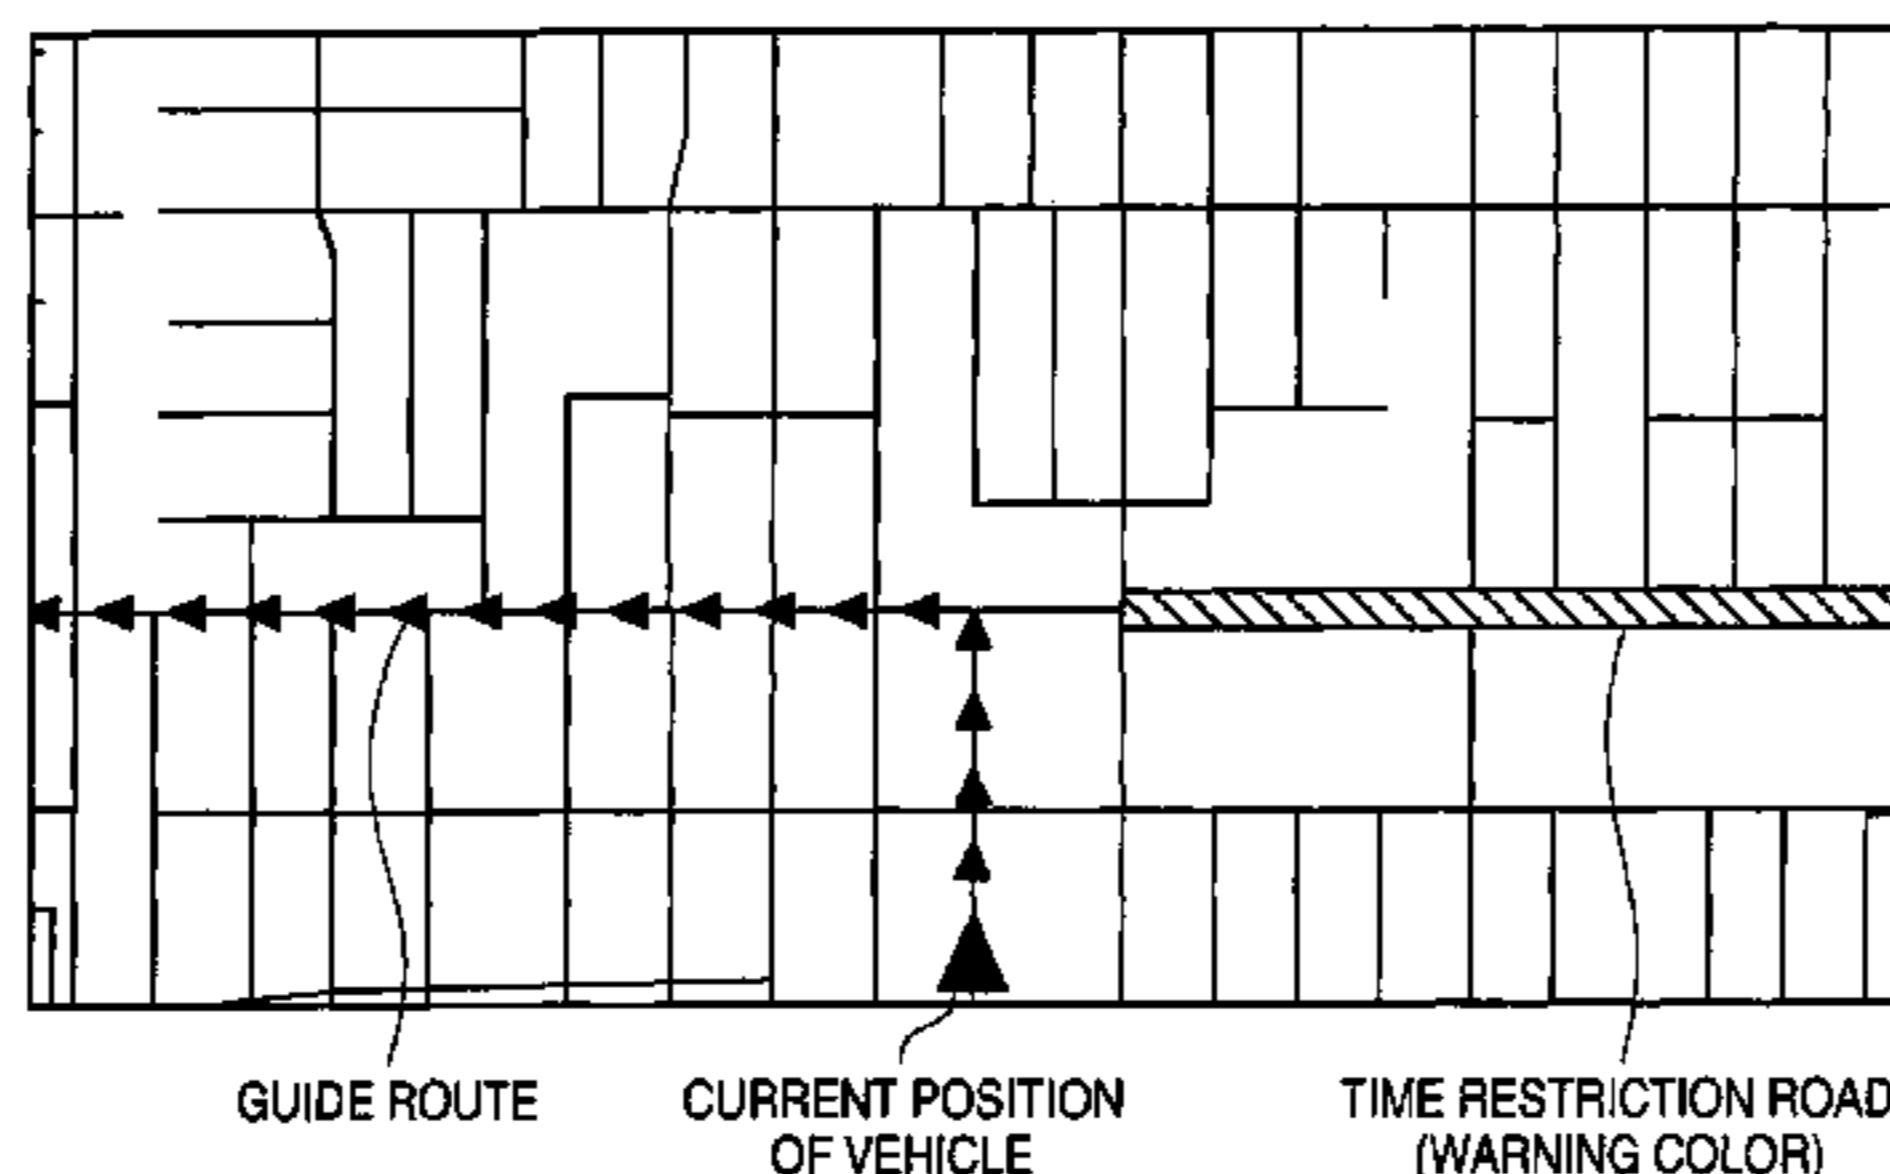 GUIDE ROUTE
CURRENT POSITION
OF VEHICLE
TIME RESTRICTION ROAD
(WARNING COLOR)